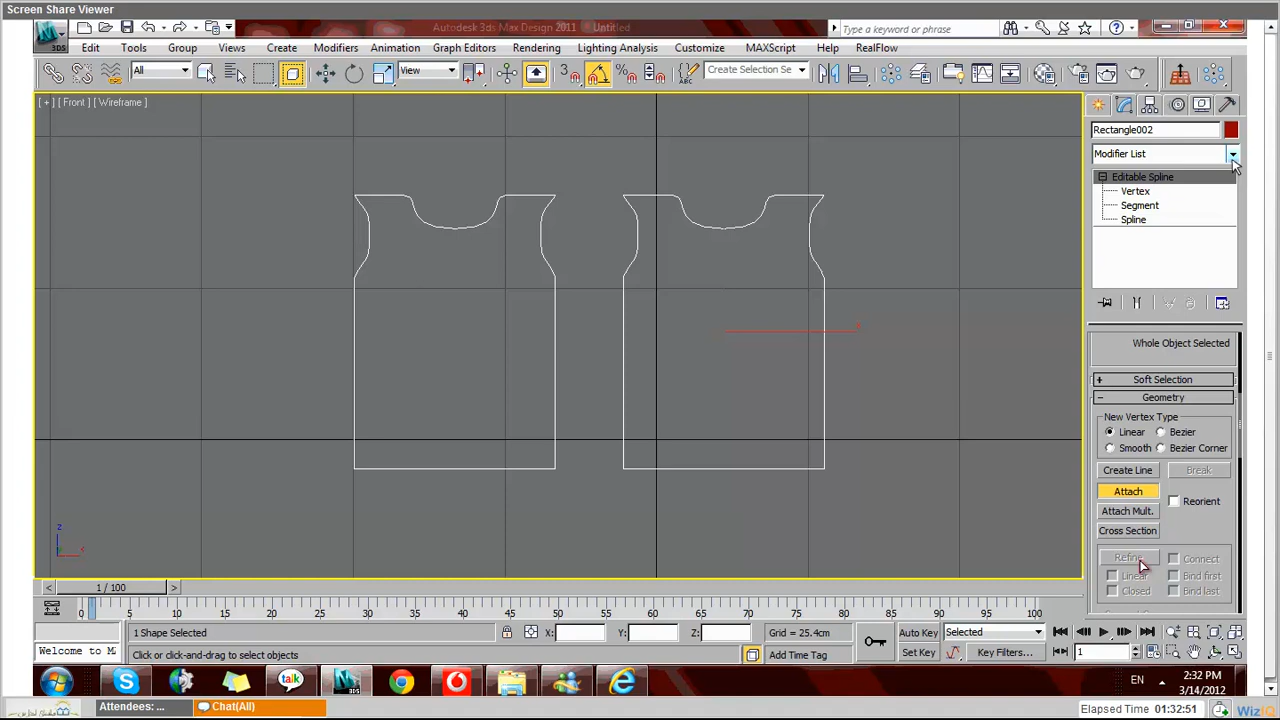 Screen Share Viewer
Autodesk 3ds Max Design 2011 Untitled
Type a keyword or phrase
3DS
Edit Tools Group Views Create Modifiers Animation Graph Editors Rendering Lighting Analysis Customize MAXScript Help RealFlow
All
View
3
Create Selection Se
[ + ] [ Front ] [ Wireframe ]
Rectangle002
Modifier List
Editable Spline
Vertex
Segment
Spline
Whole Object Selected
+ Soft Selection
- Geometry
New Vertex Type
Linear Bezier
Smooth Bezier Corner
Create Line Break
Attach Reorient
Attach Mult.
Cross Section
Refine Connect
Linear Bind first
Closed Bind last
x
z
x
< 1 / 100 >
0 5 10 15 20 25 30 35 40 45 50 55 60 65 70 75 80 85 90 95 100
1 Shape Selected X: Y: Z: Grid = 25.4cm Auto Key Selected
Welcome to M Click or click-and-drag to select objects Add Time Tag Set Key Key Filters... 1
talk
3DS
EN
2:32 PM
3/14/2012
Attendees: ... Chat(All)
Elapsed Time 01:32:51 WizIQ